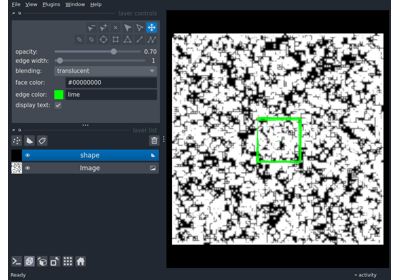 File View Plugins Window Help
layer controls
opacity: 0.70
edge width: 1
blending: translucent
face color: #00000000
edge color: lime
display text:
layer list
shape
Image
Ready
activity